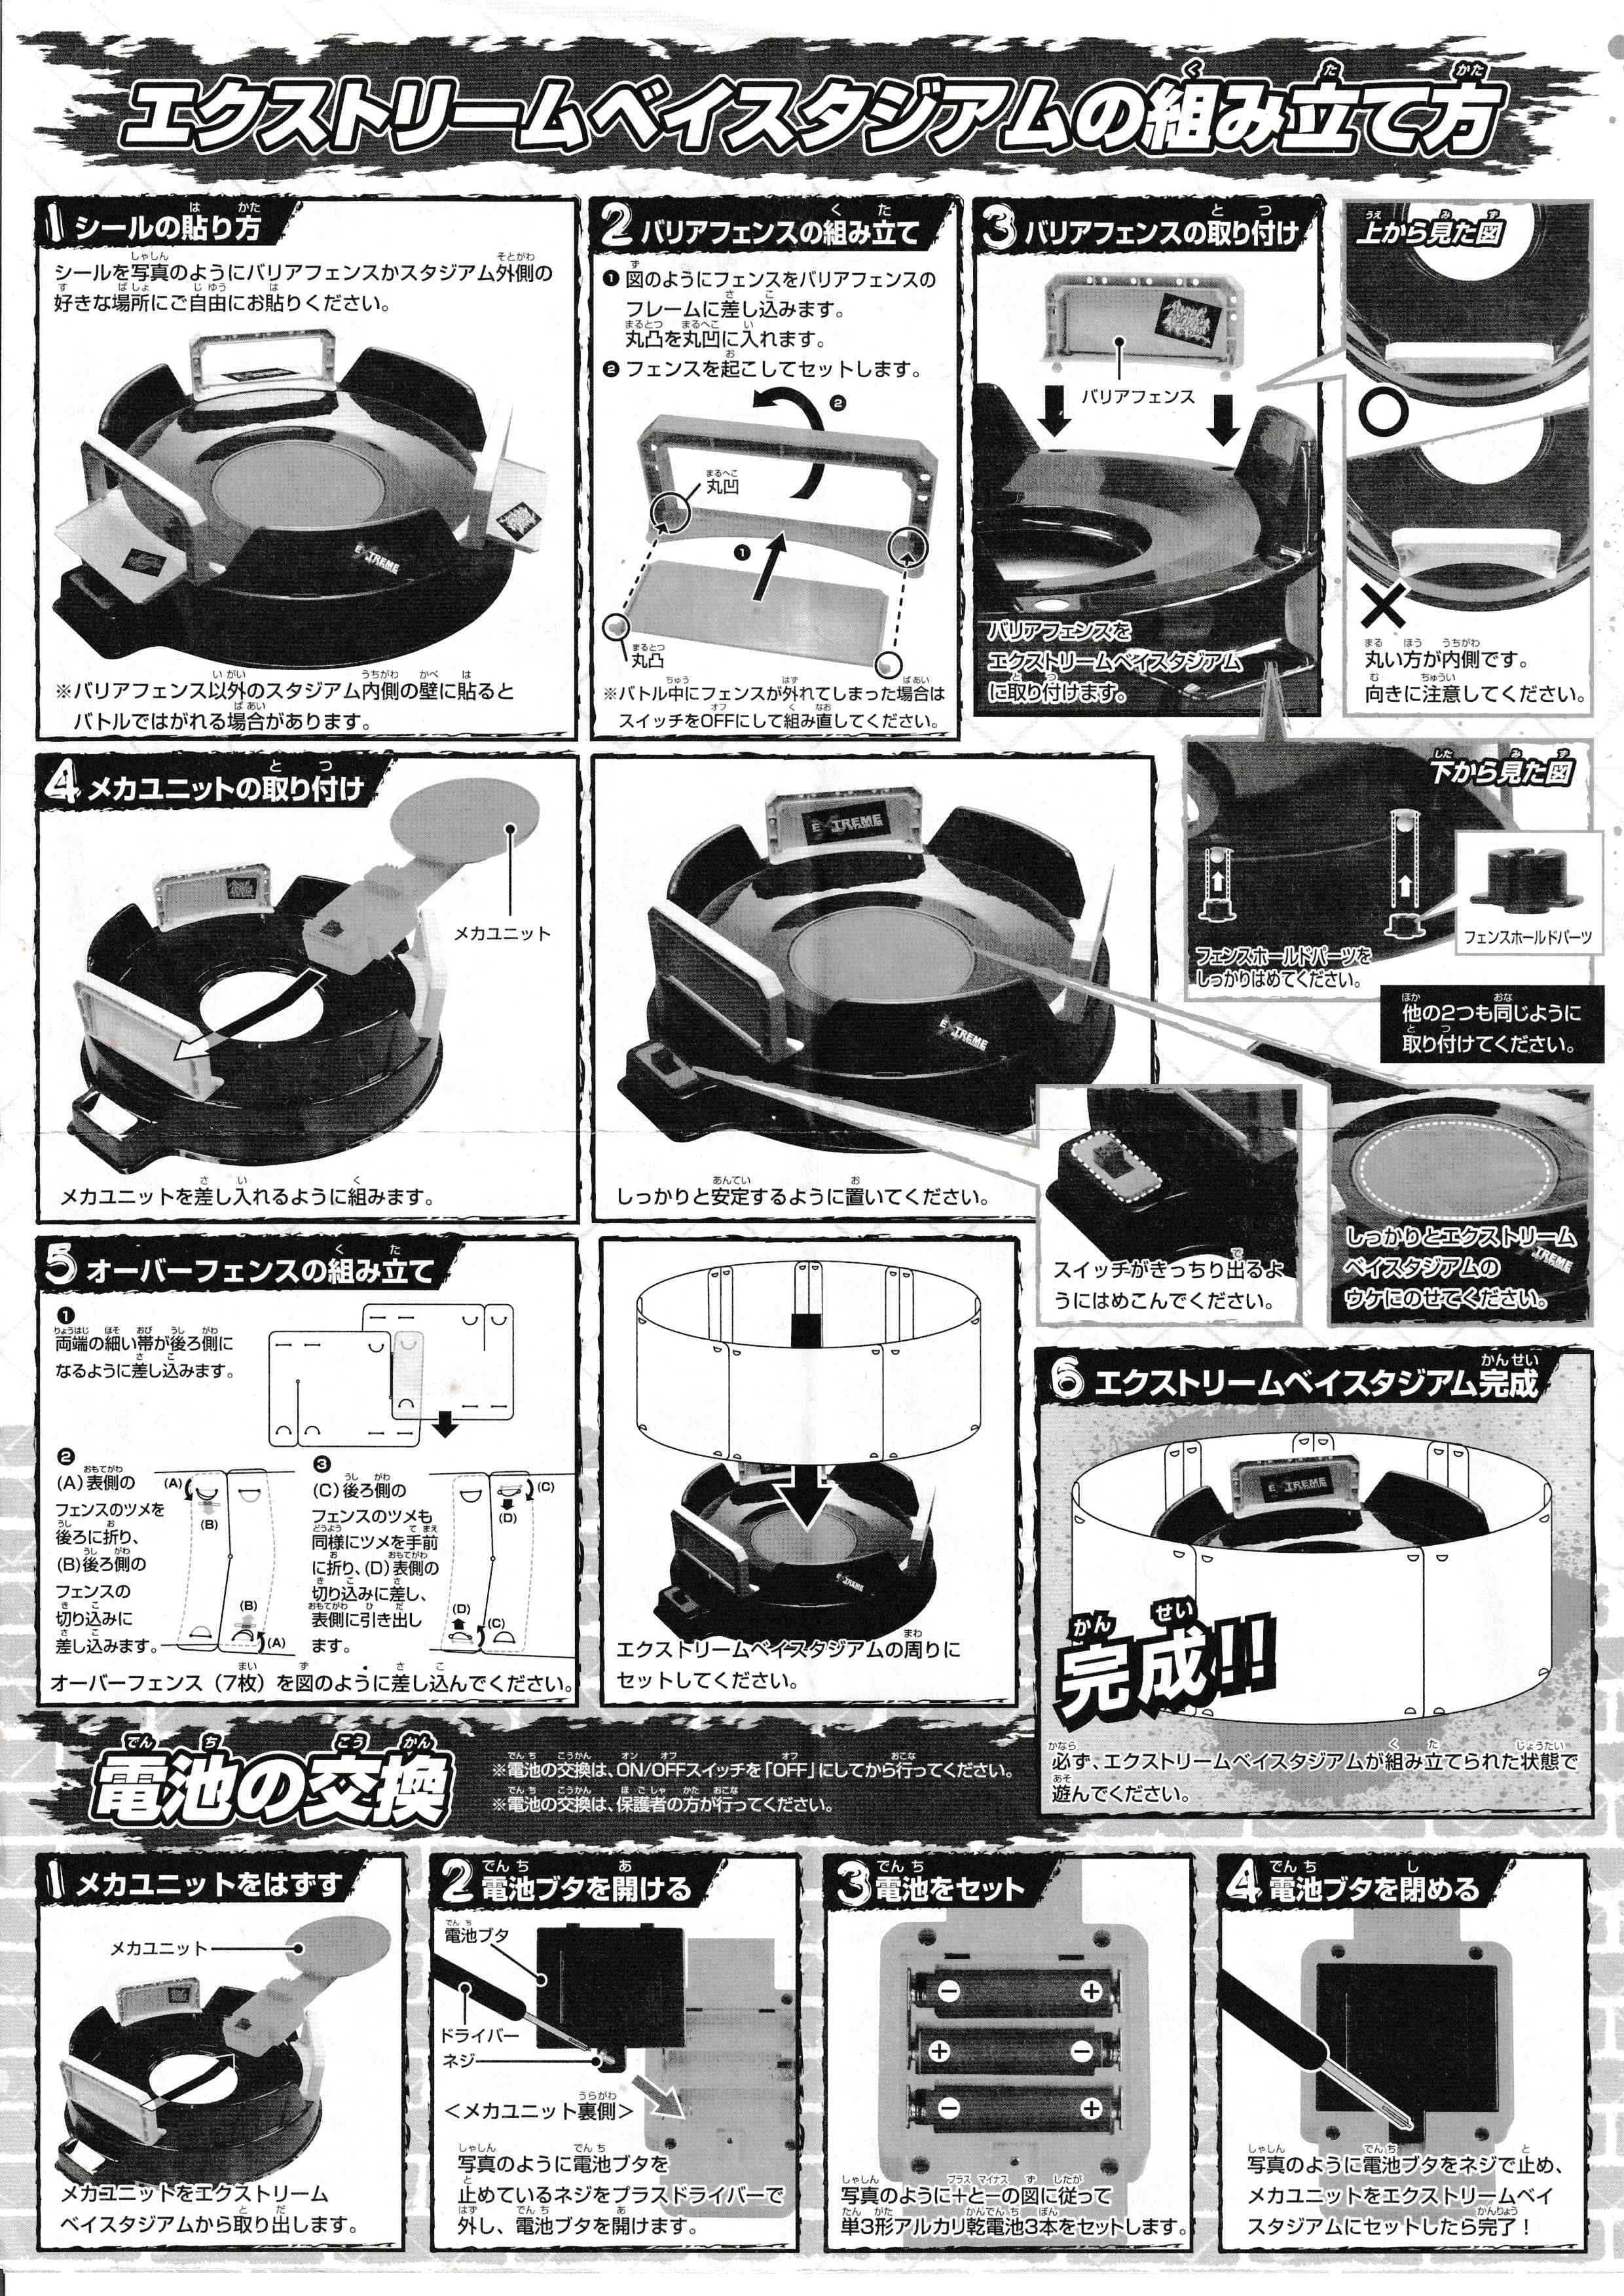 エクストリームベイスタジアムの組み立て方
1 シールの貼り方
シールを写真のようにバリアフェンスかスタジアム外側の
好きな場所にご自由にお貼りください。
EXTREME
※バリアフェンス以外のスタジアム内側の壁に貼ると
バトルではがれる場合があります。
2 バリアフェンスの組み立て
❶ 図のようにフェンスをバリアフェンスの
フレームに差し込みます。
丸凸を丸凹に入れます。
❷ フェンスを起こしてセットします。
❷
丸凹
❶
丸凸
※バトル中にフェンスが外れてしまった場合は
スイッチをOFFにして組み直してください。
3 バリアフェンスの取り付け
バリアフェンス
バリアフェンスを
エクストリームベイスタジアム
に取り付けます。
上から見た図
丸い方が内側です。
向きに注意してください。
下から見た図
フェンスホールドパーツ
フェンスホールドパーツを
しっかりはめてください。
他の2つも同じように
取り付けてください。
4 メカユニットの取り付け
メカユニット
メカユニットを差し入れるように組みます。
EXTREME
EXTREME
しっかりと安定するように置いてください。
スイッチがきっちり出るよ
うにはめこんでください。
しっかりとエクストリーム
ベイスタジアムの
ウケにのせてください。
5 オーバーフェンスの組み立て
❶
両端の細い帯が後ろ側に
なるように差し込みます。
❷
(A)表側の
フェンスのツメを
後ろに折り、
(B)後ろ側の
フェンスの
切り込みに
差し込みます。
(A)
(B)
(B)
(A)
❸
(C)後ろ側の
フェンスのツメも
同様にツメを手前
に折り、(D)表側の
切り込みに差し、
表側に引き出し
ます。
(C)
(D)
(D)
(C)
オーバーフェンス（7枚）を図のように差し込んでください。
EXTREME
エクストリームベイスタジアムの周りに
セットしてください。
6 エクストリームベイスタジアム完成
EXTREME
完成!!
必ず、エクストリームベイスタジアムが組み立てられた状態で
遊んでください。
電池の交換
※電池の交換は、ON/OFFスイッチを「OFF」にしてから行ってください。
※電池の交換は、保護者の方が行ってください。
1 メカユニットをはずす
メカユニット
メカユニットをエクストリーム
ベイスタジアムから取り出します。
2 電池ブタを開ける
電池ブタ
ドライバー
ネジ
＜メカユニット裏側＞
写真のように電池ブタを
止めているネジをプラスドライバーで
外し、電池ブタを開けます。
3 電池をセット
− +
+ −
− +
写真のように＋と−の図に従って
単3形アルカリ乾電池3本をセットします。
4 電池ブタを閉める
写真のように電池ブタをネジで止め、
メカユニットをエクストリームベイ
スタジアムにセットしたら完了！